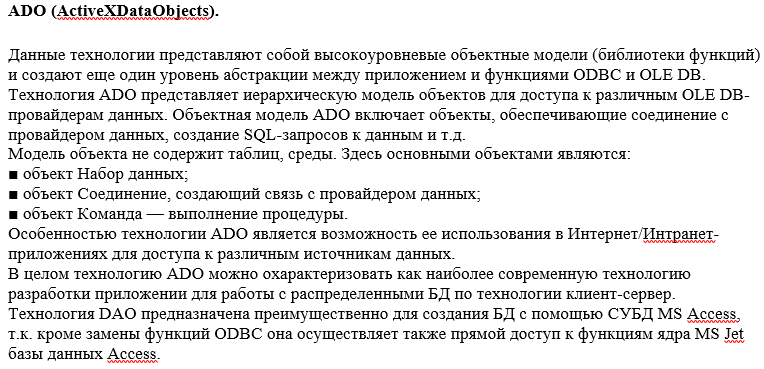 ADO (ActiveXDataObjects).
Данные технологии представляют собой высокоуровневые объектные модели (библиотеки функций)
и создают еще один уровень абстракции между приложением и функциями ODBC и OLE DB.
Технология ADO представляет иерархическую модель объектов для доступа к различным OLE DB-
провайдерам данных. Объектная модель ADO включает объекты, обеспечивающие соединение с
провайдером данных, создание SQL-запросов к данным и т.д.
Модель объекта не содержит таблиц, среды. Здесь основными объектами являются:
■ объект Набор данных;
■ объект Соединение, создающий связь с провайдером данных;
■ объект Команда — выполнение процедуры.
Особенностью технологии ADO является возможность ее использования в Интернет/Интранет-
приложениях для доступа к различным источникам данных.
В целом технологию ADO можно охарактеризовать как наиболее современную технологию
разработки приложении для работы с распределенными БД по технологии клиент-сервер.
Технология DAO предназначена преимущественно для создания БД с помощью СУБД MS Access,
т.к. кроме замены функций ODBC она осуществляет также прямой доступ к функциям ядра MS Jet
базы данных Access.